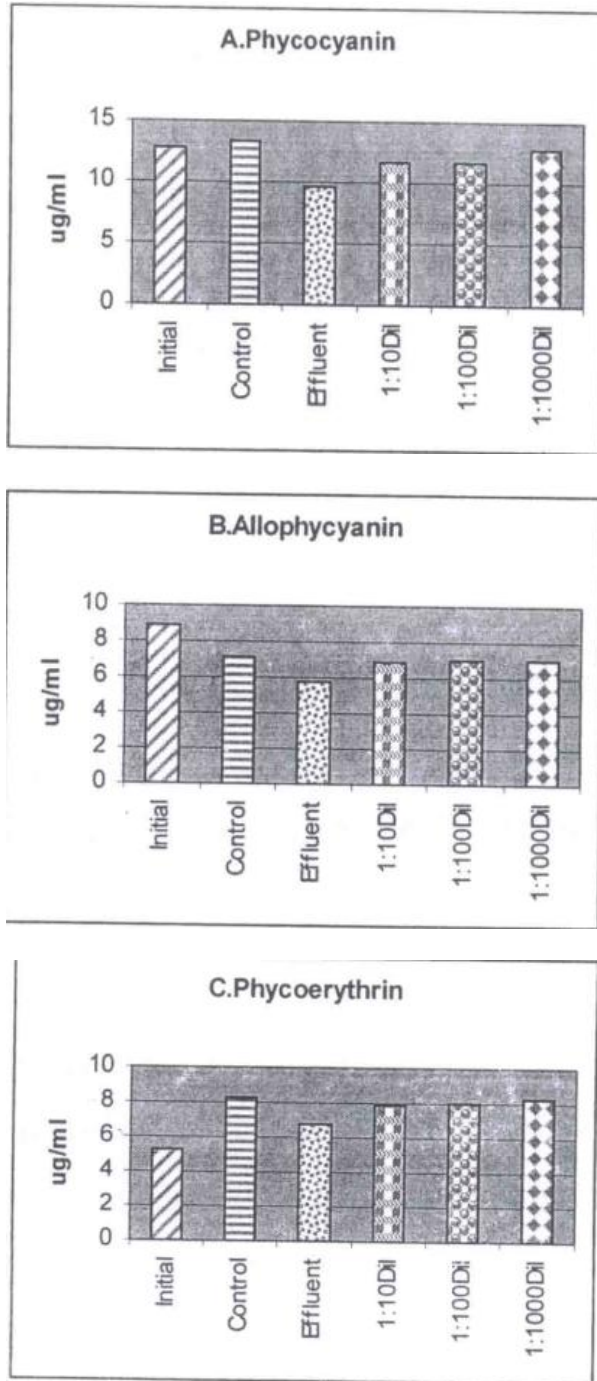 A.Phycocyanin
15
10
5
0
ug/ml
Initial
Control
Effluent
1:10Dil
1:100Dil
1:1000Dil
B.Allophycyanin
10
8
6
4
2
0
ug/ml
Initial
Control
Effluent
1:10Dil
1:100Dil
1:1000Dil
C.Phycoerythrin
10
8
6
4
2
0
ug/ml
Initial
Control
Effluent
1:10Dil
1:100Dil
1:1000Dil